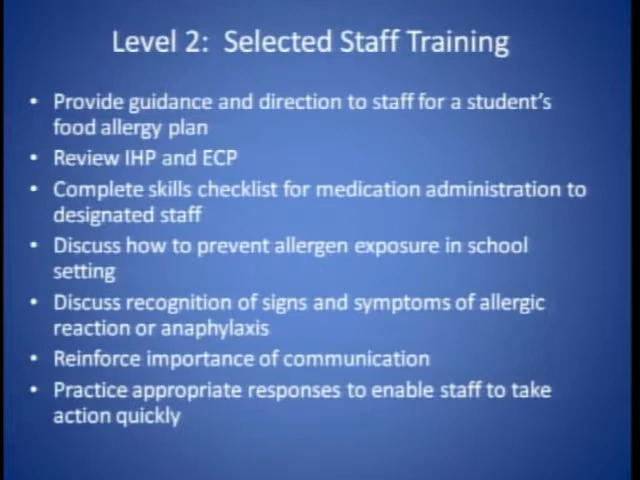 Level 2:  Selected Staff Training
• Provide guidance and direction to staff for a student's
food allergy plan
• Review IHP and ECP
• Complete skills checklist for medication administration to
designated staff
• Discuss how to prevent allergen exposure in school
setting
• Discuss recognition of signs and symptoms of allergic
reaction or anaphylaxis
• Reinforce importance of communication
• Practice appropriate responses to enable staff to take
action quickly